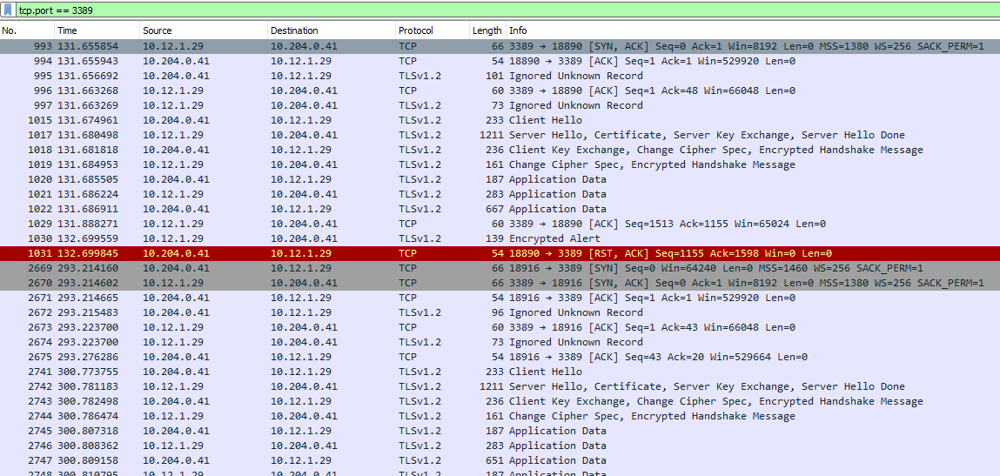 tcp.port == 3389
No. Time Source Destination Protocol Length Info
993 131.655854 10.12.1.29 10.204.0.41 TCP 66 3389 → 18890 [SYN, ACK] Seq=0 Ack=1 Win=8192 Len=0 MSS=1380 WS=256 SACK_PERM=1
994 131.655943 10.204.0.41 10.12.1.29 TCP 54 18890 → 3389 [ACK] Seq=1 Ack=1 Win=529920 Len=0
995 131.656692 10.204.0.41 10.12.1.29 TLSv1.2 101 Ignored Unknown Record
996 131.663268 10.12.1.29 10.204.0.41 TCP 60 3389 → 18890 [ACK] Seq=1 Ack=48 Win=66048 Len=0
997 131.663269 10.12.1.29 10.204.0.41 TLSv1.2 73 Ignored Unknown Record
1015 131.674961 10.204.0.41 10.12.1.29 TLSv1.2 233 Client Hello
1017 131.680498 10.12.1.29 10.204.0.41 TLSv1.2 1211 Server Hello, Certificate, Server Key Exchange, Server Hello Done
1018 131.681818 10.204.0.41 10.12.1.29 TLSv1.2 236 Client Key Exchange, Change Cipher Spec, Encrypted Handshake Message
1019 131.684953 10.12.1.29 10.204.0.41 TLSv1.2 161 Change Cipher Spec, Encrypted Handshake Message
1020 131.685505 10.204.0.41 10.12.1.29 TLSv1.2 187 Application Data
1021 131.686224 10.12.1.29 10.204.0.41 TLSv1.2 283 Application Data
1022 131.686911 10.204.0.41 10.12.1.29 TLSv1.2 667 Application Data
1029 131.888271 10.12.1.29 10.204.0.41 TCP 60 3389 → 18890 [ACK] Seq=1513 Ack=1155 Win=65024 Len=0
1030 132.699559 10.12.1.29 10.204.0.41 TLSv1.2 139 Encrypted Alert
1031 132.699845 10.204.0.41 10.12.1.29 TCP 54 18890 → 3389 [RST, ACK] Seq=1155 Ack=1598 Win=0 Len=0
2669 293.214160 10.204.0.41 10.12.1.29 TCP 66 18916 → 3389 [SYN] Seq=0 Win=64240 Len=0 MSS=1460 WS=256 SACK_PERM=1
2670 293.214602 10.12.1.29 10.204.0.41 TCP 66 3389 → 18916 [SYN, ACK] Seq=0 Ack=1 Win=8192 Len=0 MSS=1380 WS=256 SACK_PERM=1
2671 293.214665 10.204.0.41 10.12.1.29 TCP 54 18916 → 3389 [ACK] Seq=1 Ack=1 Win=529920 Len=0
2672 293.215483 10.204.0.41 10.12.1.29 TLSv1.2 96 Ignored Unknown Record
2673 293.223700 10.12.1.29 10.204.0.41 TCP 60 3389 → 18916 [ACK] Seq=1 Ack=43 Win=66048 Len=0
2674 293.223700 10.12.1.29 10.204.0.41 TLSv1.2 73 Ignored Unknown Record
2675 293.276286 10.204.0.41 10.12.1.29 TCP 54 18916 → 3389 [ACK] Seq=43 Ack=20 Win=529664 Len=0
2741 300.773755 10.204.0.41 10.12.1.29 TLSv1.2 233 Client Hello
2742 300.781183 10.12.1.29 10.204.0.41 TLSv1.2 1211 Server Hello, Certificate, Server Key Exchange, Server Hello Done
2743 300.782498 10.204.0.41 10.12.1.29 TLSv1.2 236 Client Key Exchange, Change Cipher Spec, Encrypted Handshake Message
2744 300.786474 10.12.1.29 10.204.0.41 TLSv1.2 161 Change Cipher Spec, Encrypted Handshake Message
2745 300.807318 10.204.0.41 10.12.1.29 TLSv1.2 187 Application Data
2746 300.808362 10.12.1.29 10.204.0.41 TLSv1.2 283 Application Data
2747 300.809158 10.204.0.41 10.12.1.29 TLSv1.2 651 Application Data
2748 300.810795 10.12.1.29 10.204.0.41 TLSv1.2 187 Application Data